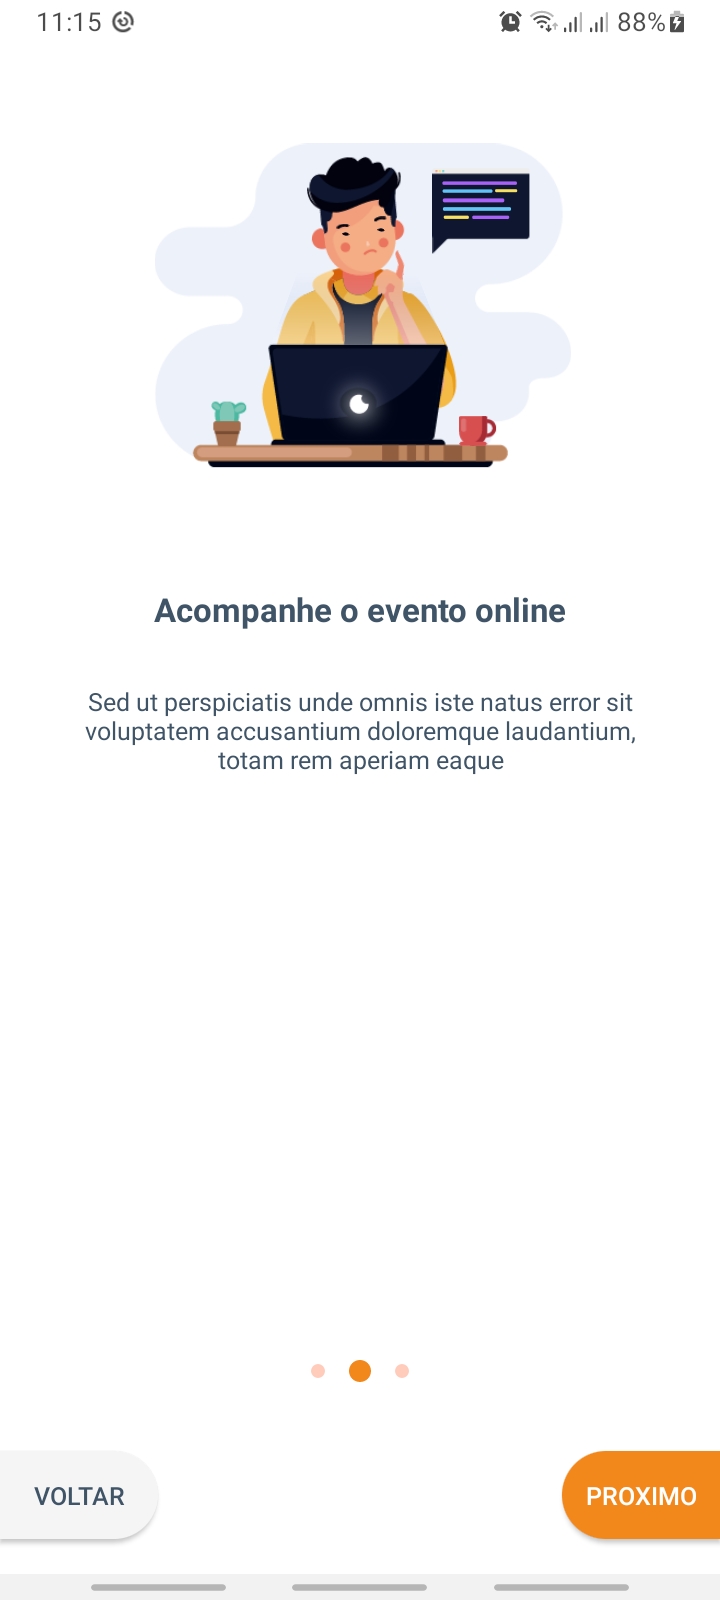 11:15
88%
Acompanhe o evento online
Sed ut perspiciatis unde omnis iste natus error sit
voluptatem accusantium doloremque laudantium,
totam rem aperiam eaque
VOLTAR
PROXIMO